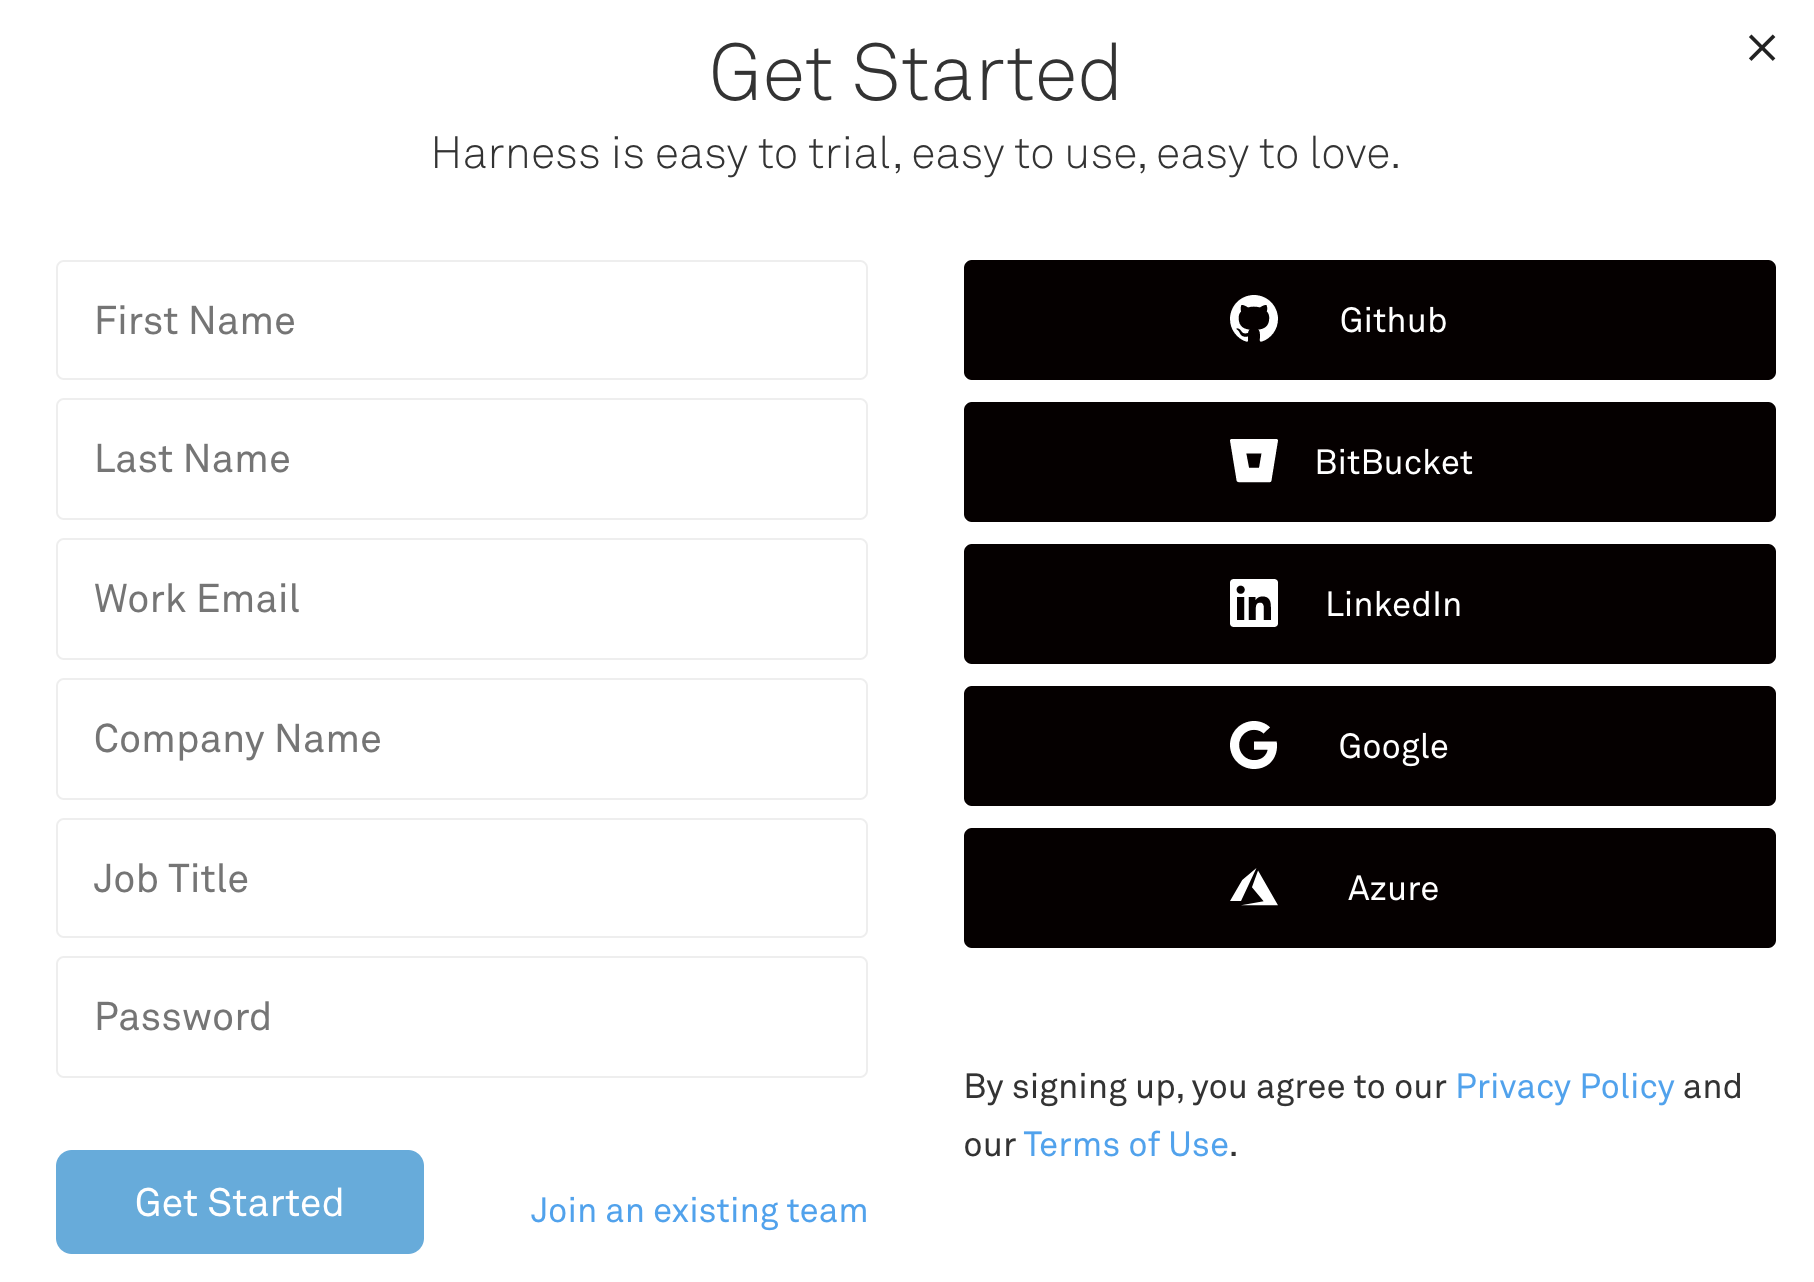 Get Started
Harness is easy to trial, easy to use, easy to love.
First Name
Last Name
Work Email
Company Name
Job Title
Password
Get Started
Join an existing team
Github
BitBucket
LinkedIn
Google
Azure
By signing up, you agree to our Privacy Policy and
our Terms of Use.